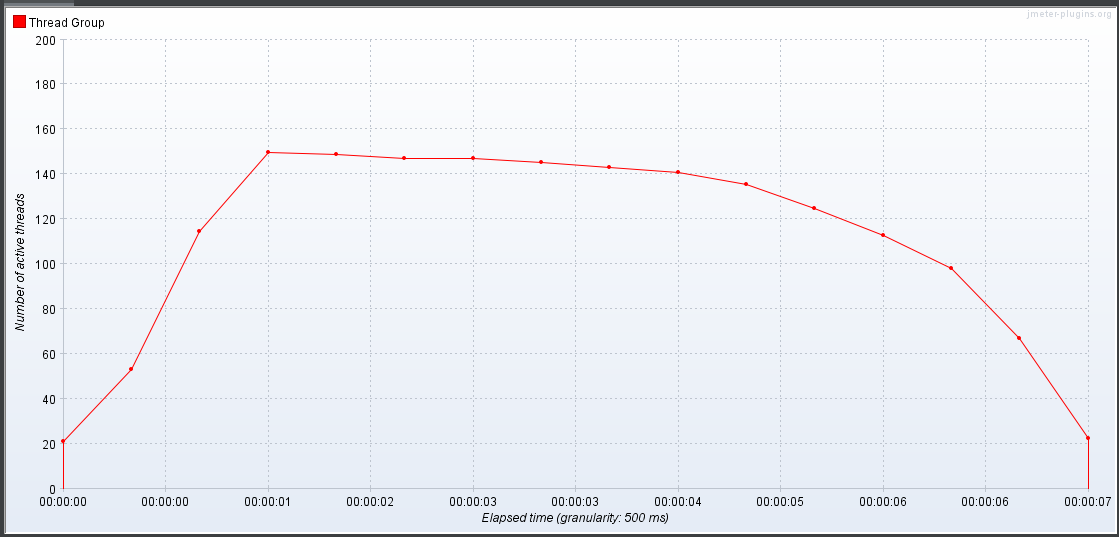 jmeter-plugins.org
Thread Group
200
180
160
140
120
100
80
60
40
20
0
Number of active threads
00:00:00 00:00:00 00:00:01 00:00:02 00:00:03 00:00:03 00:00:04 00:00:05 00:00:06 00:00:06 00:00:07
Elapsed time (granularity: 500 ms)